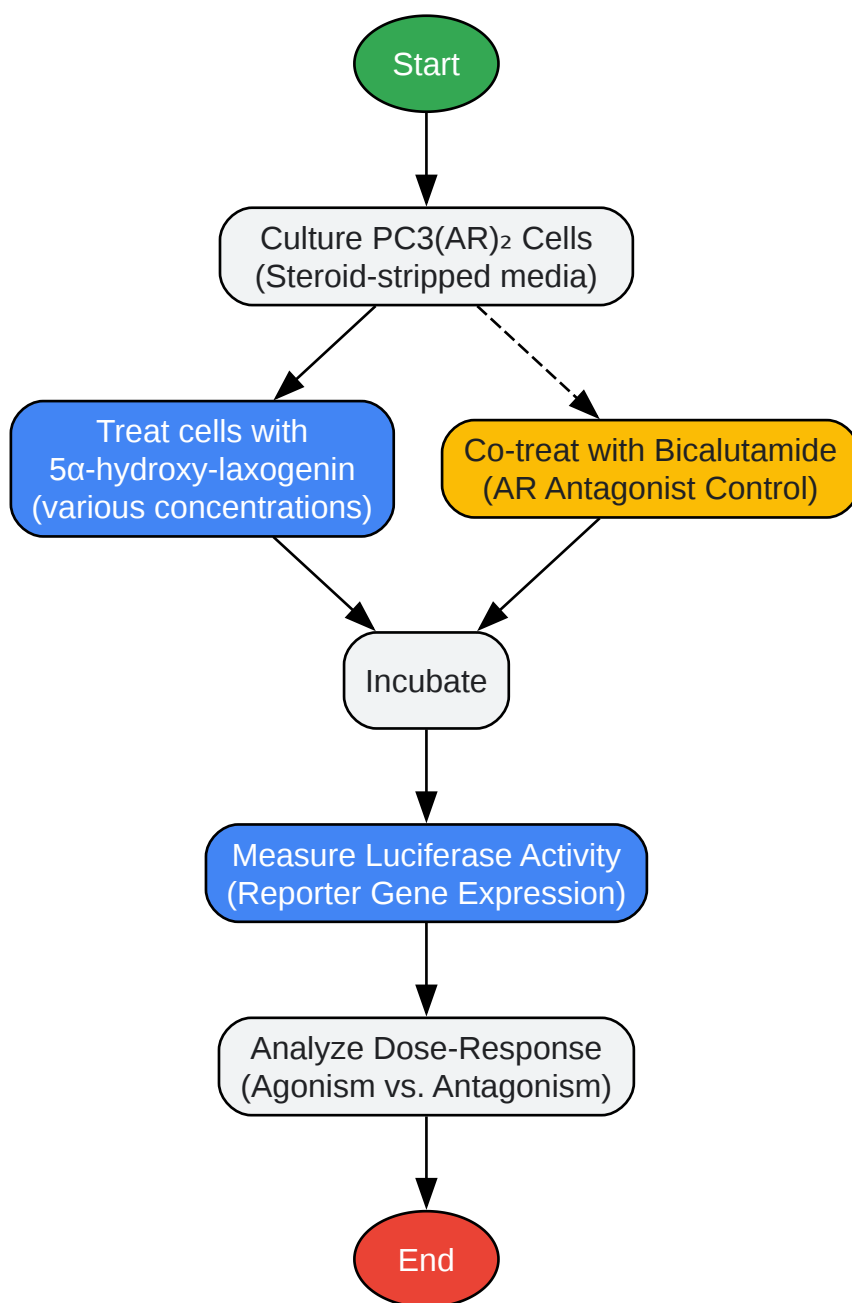 Start
Culture PC3(AR)₂ Cells
(Steroid-stripped media)
Treat cells with
5α-hydroxy-laxogenin
(various concentrations)
Co-treat with Bicalutamide
(AR Antagonist Control)
Incubate
Measure Luciferase Activity
(Reporter Gene Expression)
Analyze Dose-Response
(Agonism vs. Antagonism)
End